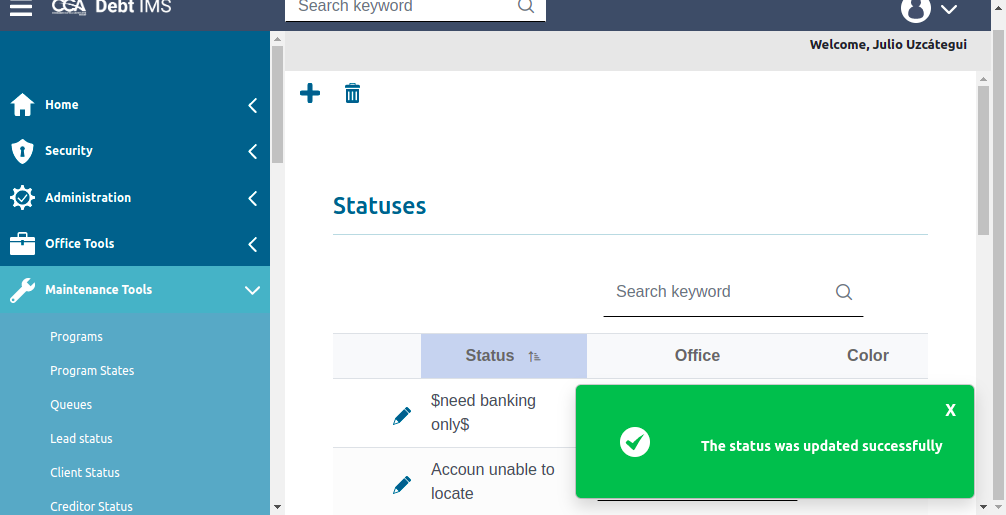 CCA Debt IMS
Search keyword
Welcome, Julio Uzcátegui
Home
Security
Administration
Office Tools
Maintenance Tools
Programs
Program States
Queues
Lead status
Client Status
Creditor Status
Statuses
Search keyword
Status Office Color
$need banking
only$
Accoun unable to
locate
X
The status was updated successfully